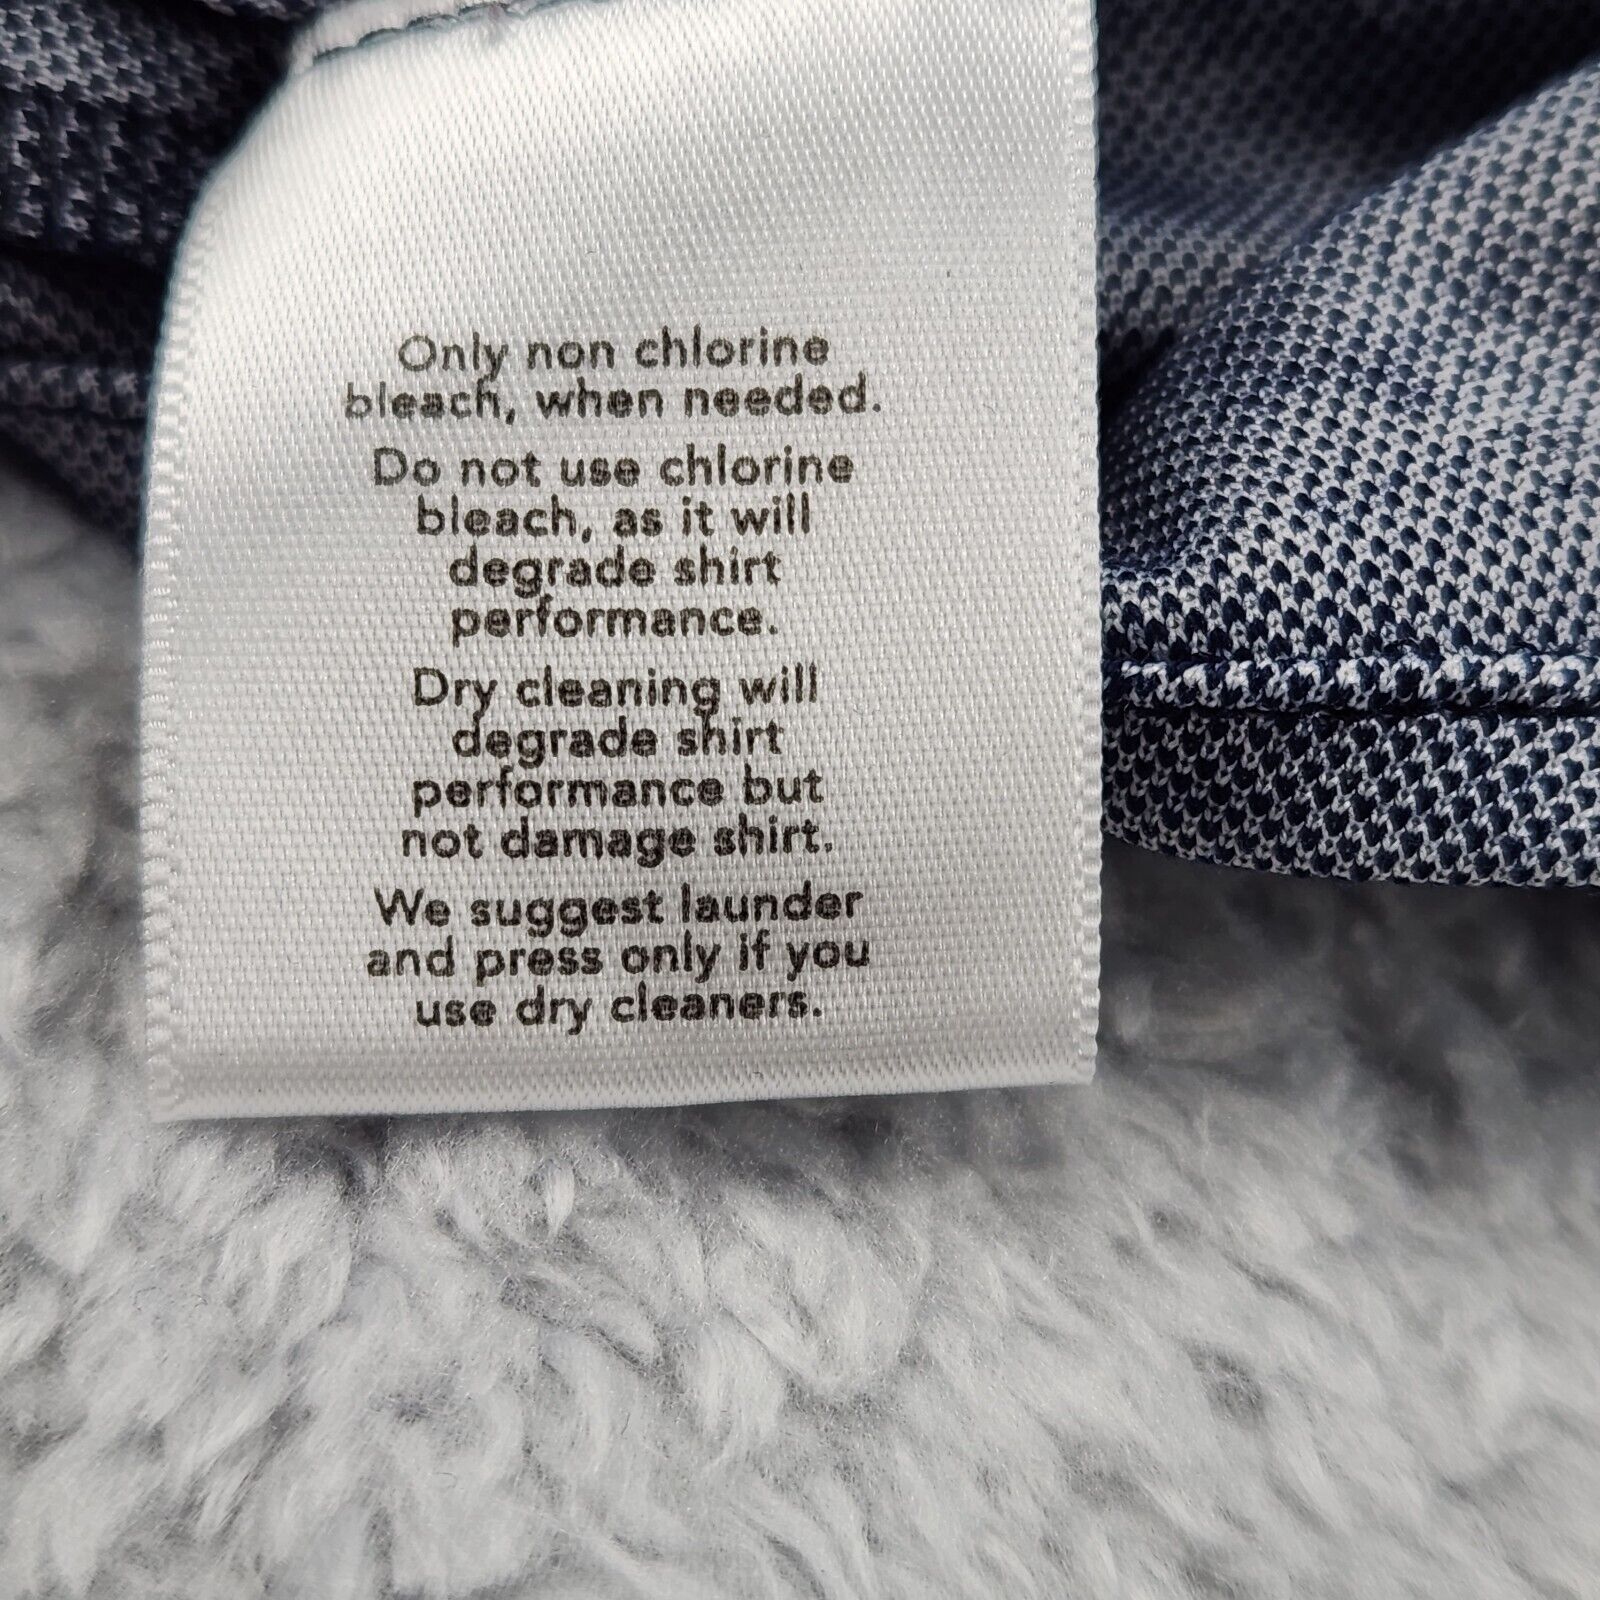 Only non chlorine
bleach, when needed.
Do not use chlorine
bleach, as it will
degrade shirt
performance.
Dry cleaning will
degrade shirt
performance but
not damage shirt.
We suggest launder
and press only if you
use dry cleaners.